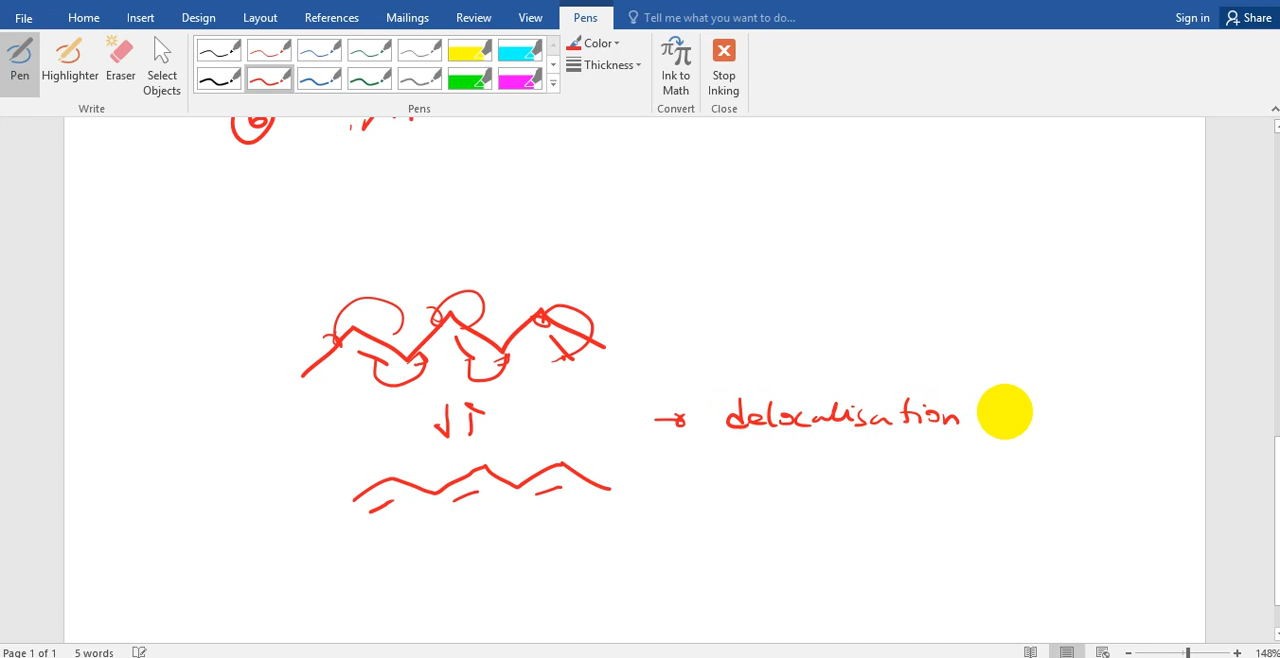 File Home Insert Design Layout References Mailings Review View Pens Tell me what you want to do... Sign in Share
Pen Highlighter Eraser Select Objects Color Thickness Ink to Math Stop Inking
Write Pens Convert Close
6
→ delocalisation
Page 1 of 1 5 words 148%